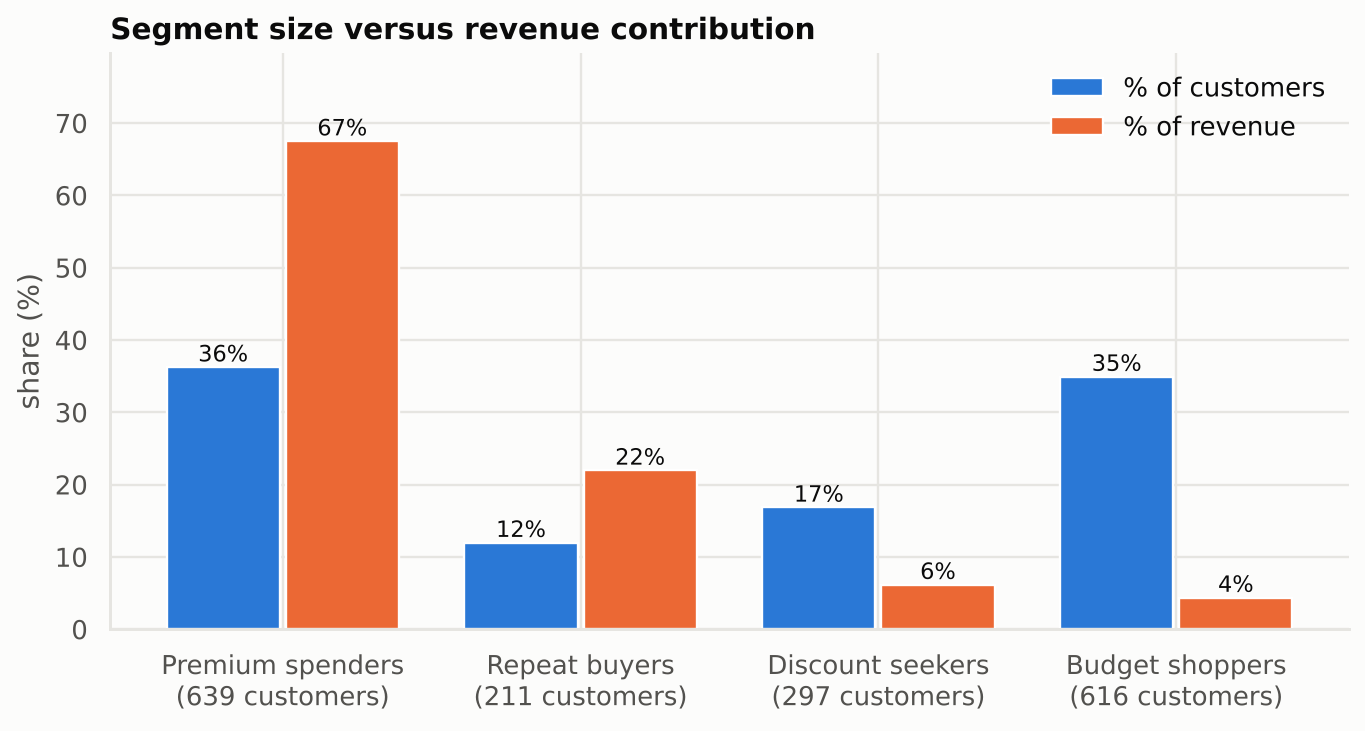 Segment size versus revenue contribution
% of customers
% of revenue
share (%)
70
60
50
40
30
20
10
0
67%
36%
22%
12%
17%
6%
35%
4%
Premium spenders
(639 customers)
Repeat buyers
(211 customers)
Discount seekers
(297 customers)
Budget shoppers
(616 customers)